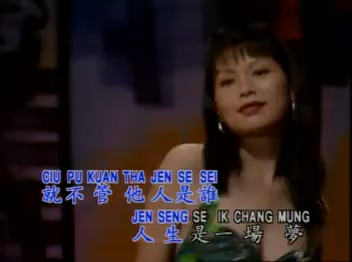 CIU PU KUAN THA JEN SE SEI
就不管他人是誰
JEN SENG SE IK CHANG MUNG
人生是一場夢